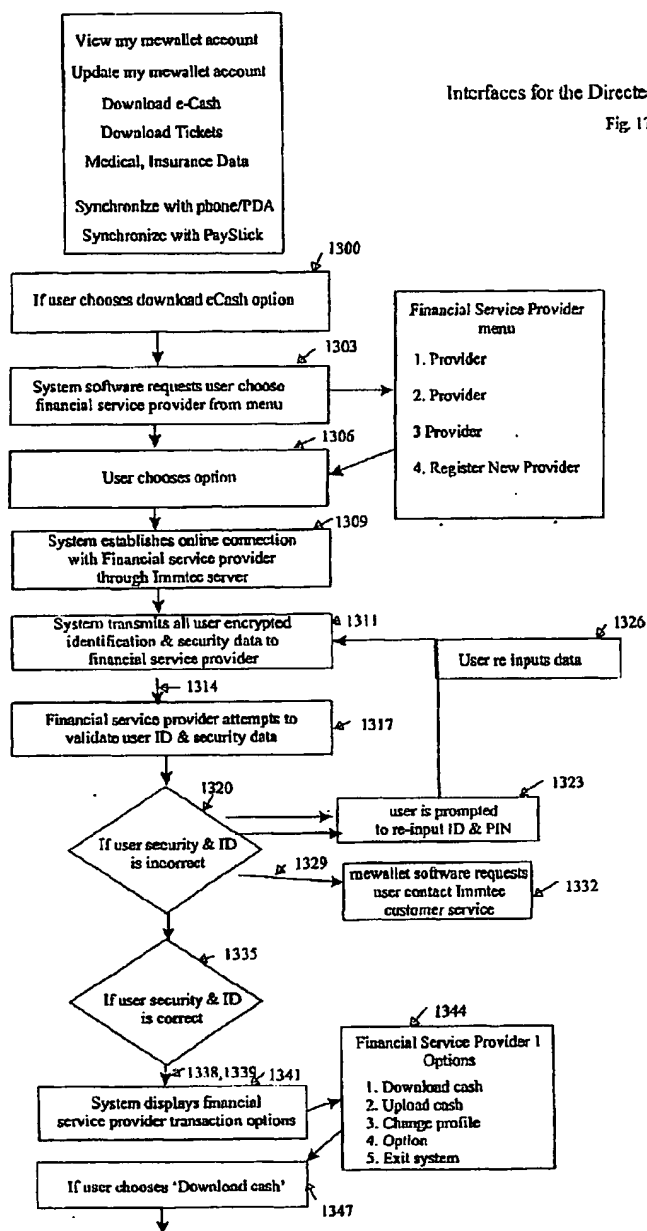 View my mewallet account
Update my mewallet account
Download e-Cash
Download Tickets
Medical, Insurance Data
Synchronize with phone/PDA
Synchronize with PayStick
Interfaces for the Directe
Fig. 17
1300
If user chooses download eCash option
1303
System software requests user choose
financial service provider from menu
Financial Service Provider
menu
1. Provider
2. Provider
3 Provider
4. Register New Provider
1306
User chooses option
1309
System establishes online connection
with Financial service provider
through Immtec server
1311
System transmits all user encrypted
identification & security data to
financial service provider
1326
User re inputs data
1314
Financial service provider attempts to
validate user ID & security data
1317
1320
If user security & ID
is incorrect
1323
user is prompted
to re-input ID & PIN
1329
mewallet software requests
user contact Immtec
customer service
1332
1335
If user security & ID
is correct
1338,1339
1341
System displays financial
service provider transaction options
1344
Financial Service Provider 1
Options
1. Download cash
2. Upload cash
3. Change profile
4. Option
5. Exit system
If user chooses 'Download cash'
1347